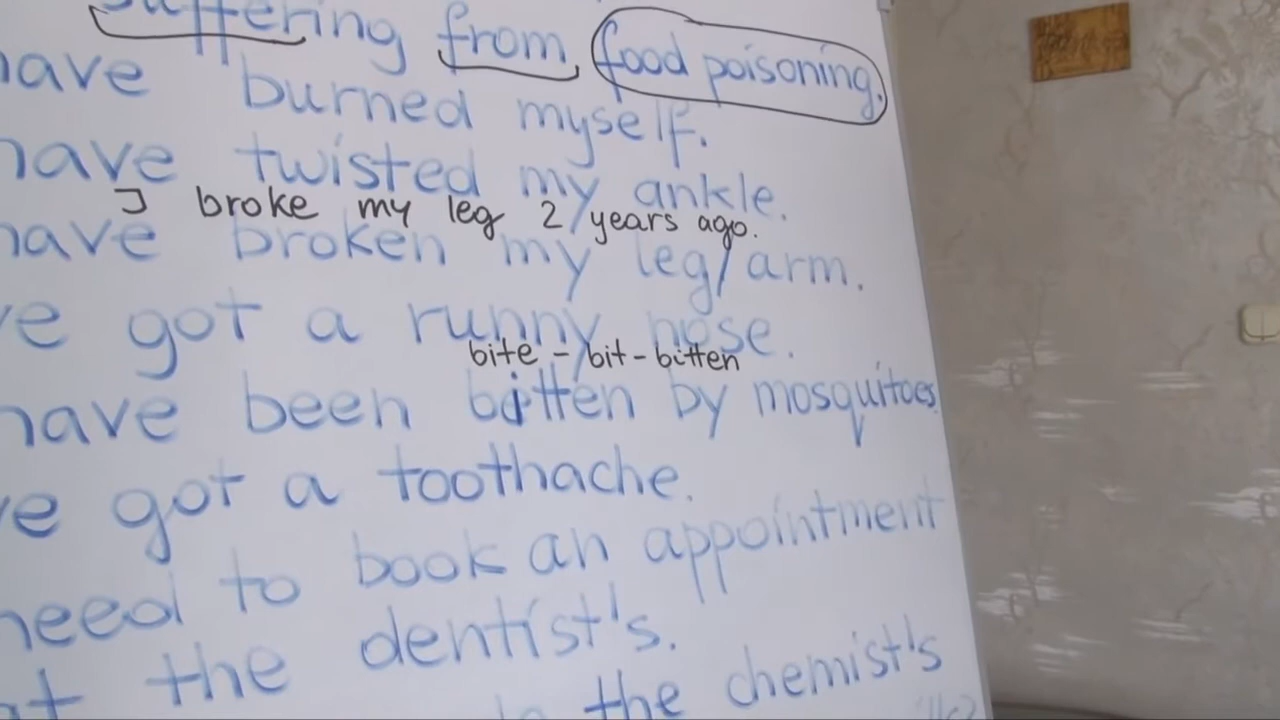 suffering from food poisoning.
have burned myself.
have twisted my ankle.
I broke my leg 2 years ago.
have broken my leg/arm.
've got a runny nose.
bite - bit - bitten
have been bitten by mosquitoes.
've got a toothache.
need to book an appointment
at the dentist's.
the chemist's